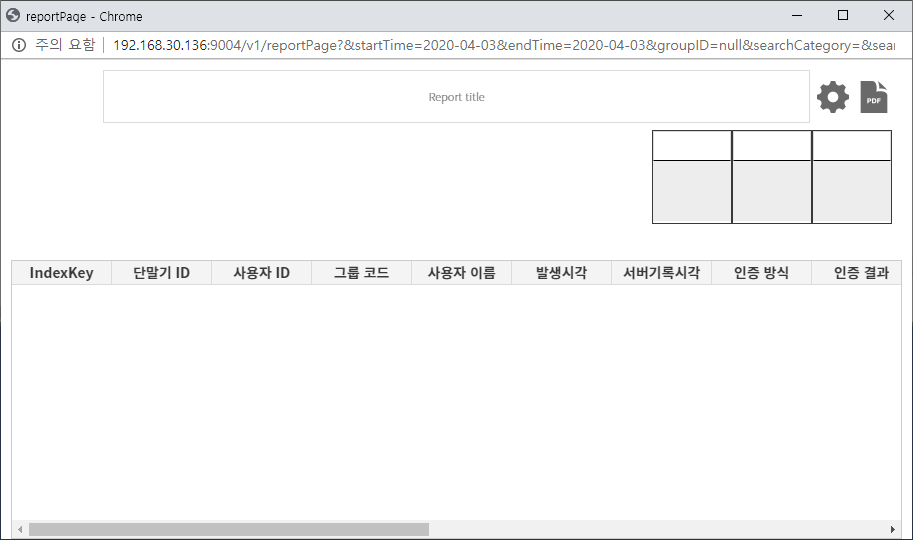 reportPage - Chrome
주의 요함 192.168.30.136:9004/v1/reportPage?&startTime=2020-04-03&endTime=2020-04-03&groupID=null&searchCategory=&sear
Report title
PDF
IndexKey 단말기 ID 사용자 ID 그룹 코드 사용자 이름 발생시각 서버기록시각 인증 방식 인증 결과